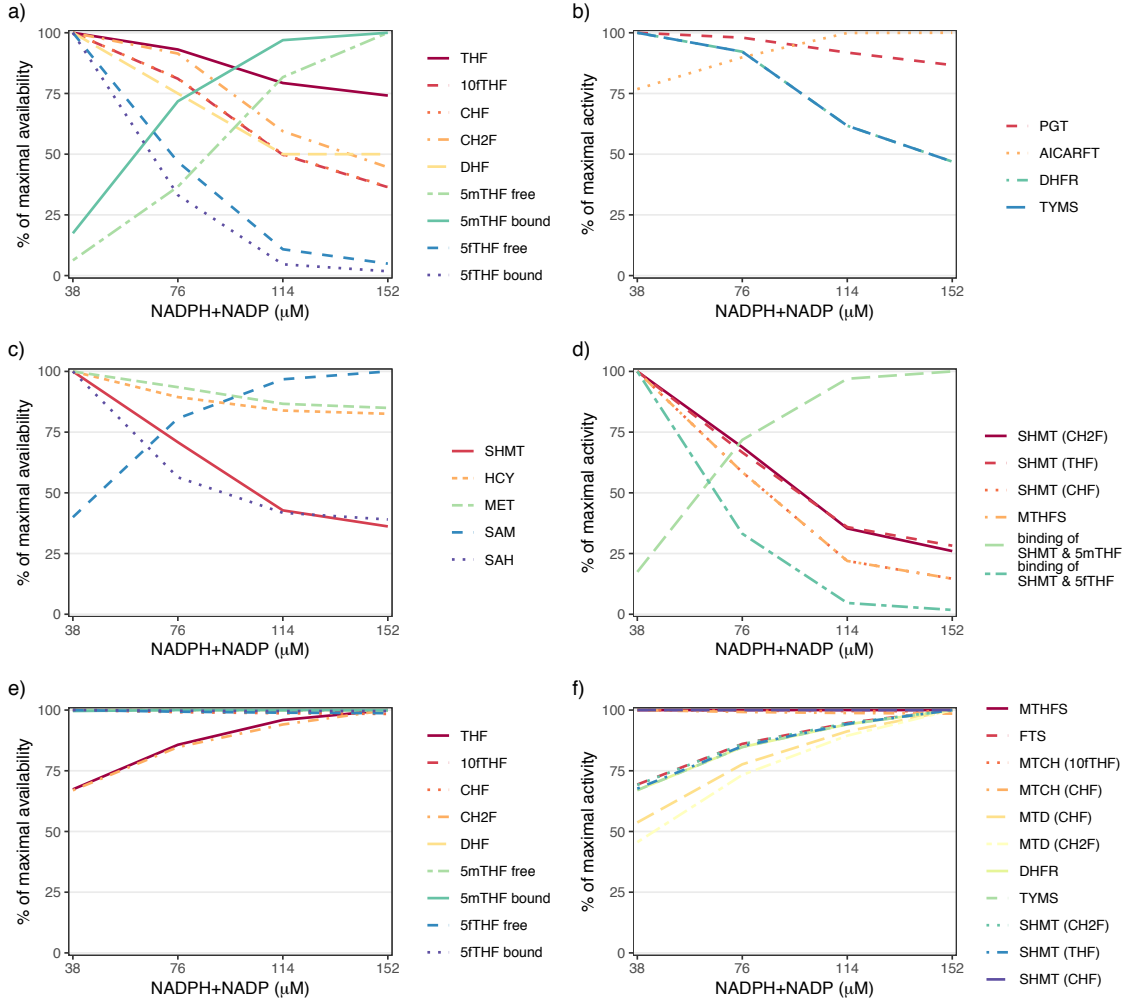 a)
% of maximal availability
100
75
50
25
0
38
76
114
152
NADPH+NADP (μM)
THF
10fTHF
CHF
CH2F
DHF
5mTHF free
5mTHF bound
5fTHF free
5fTHF bound
b)
% of maximal activity
100
75
50
25
0
38
76
114
152
NADPH+NADP (μM)
PGT
AICARFT
DHFR
TYMS
c)
% of maximal availability
100
75
50
25
0
38
76
114
152
NADPH+NADP (μM)
SHMT
HCY
MET
SAM
SAH
d)
% of maximal activity
100
75
50
25
0
38
76
114
152
NADPH+NADP (μM)
SHMT (CH2F)
SHMT (THF)
SHMT (CHF)
MTHFS
binding of
SHMT & 5mTHF
binding of
SHMT & 5fTHF
e)
% of maximal availability
100
75
50
25
0
38
76
114
152
NADPH+NADP (μM)
THF
10fTHF
CHF
CH2F
DHF
5mTHF free
5mTHF bound
5fTHF free
5fTHF bound
f)
% of maximal activity
100
75
50
25
0
38
76
114
152
NADPH+NADP (μM)
MTHFS
FTS
MTCH (10fTHF)
MTCH (CHF)
MTD (CHF)
MTD (CH2F)
DHFR
TYMS
SHMT (CH2F)
SHMT (THF)
SHMT (CHF)